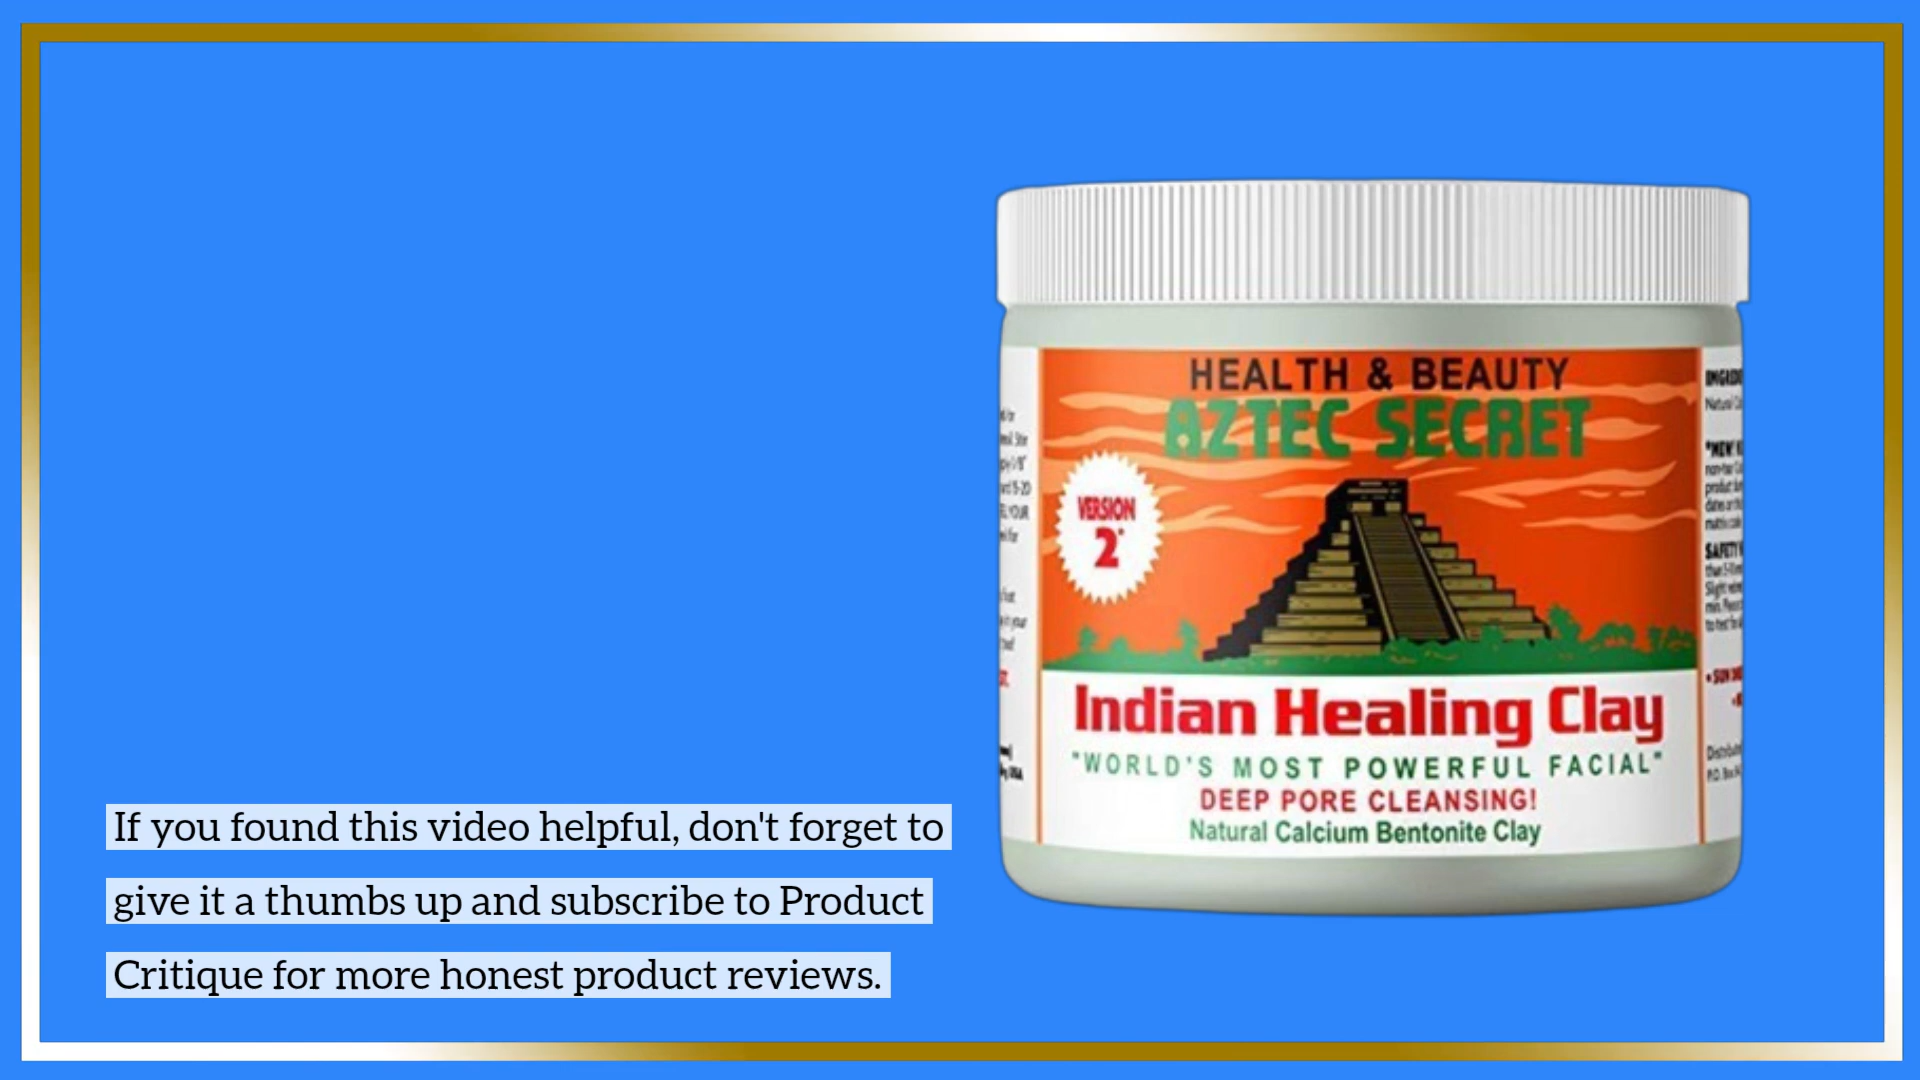 HEALTH & BEAUTY
AZTEC SECRET
VERSION
2*
Indian Healing Clay
"WORLD'S MOST POWERFUL FACIAL"
DEEP PORE CLEANSING!
Natural Calcium Bentonite Clay
If you found this video helpful, don't forget to
give it a thumbs up and subscribe to Product
Critique for more honest product reviews.